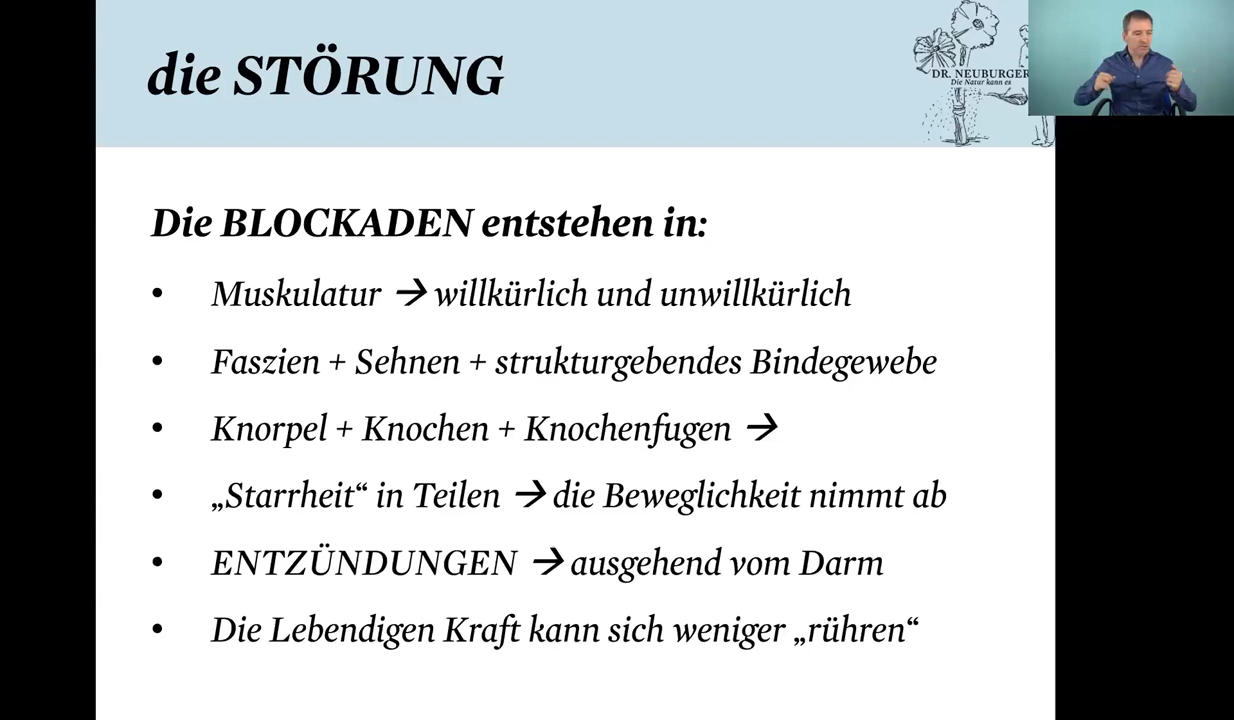 die STÖRUNG
DR. NEUBURGER
Die Natur kann es
Die BLOCKADEN entstehen in:
• Muskulatur → willkürlich und unwillkürlich
• Faszien + Sehnen + strukturgebendes Bindegewebe
• Knorpel + Knochen + Knochenfugen →
• „Starrheit“ in Teilen → die Beweglichkeit nimmt ab
• ENTZÜNDUNGEN → ausgehend vom Darm
• Die Lebendigen Kraft kann sich weniger „rühren“